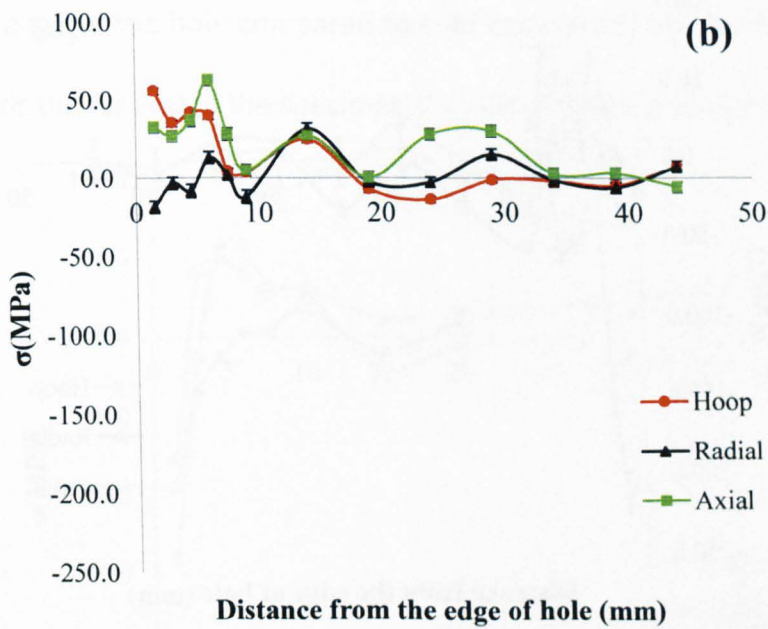 (b)
100.0
50.0
0.0
-50.0
-100.0
-150.0
-200.0
-250.0
0 10 20 30 40 50
σ(MPa)
Hoop
Radial
Axial
Distance from the edge of hole (mm)